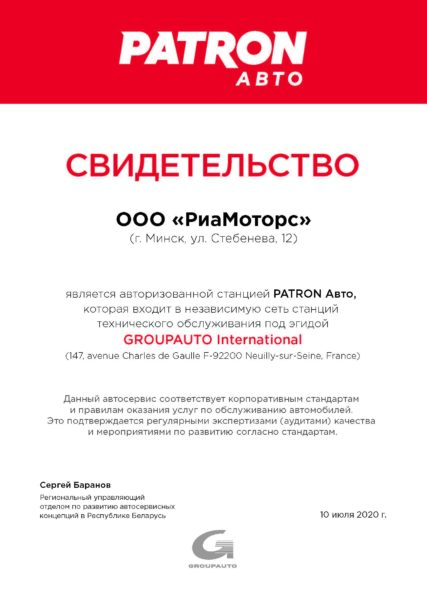 PATRON
АВТО
СВИДЕТЕЛЬСТВО
ООО «РиаМоторс»
(г. Минск, ул. Стебенева, 12)
является авторизованной станцией PATRON Авто,
которая входит в независимую сеть станций
технического обслуживания под эгидой
GROUPAUTO International
(147, avenue Charles de Gaulle F-92200 Neuilly-sur-Seine, France)
Данный автосервис соответствует корпоративным стандартам
и правилам оказания услуг по обслуживанию автомобилей.
Это подтверждается регулярными экспертизами (аудитами) качества
и мероприятиями по развитию согласно стандартам.
Сергей Баранов
Региональный управляющий
отделом по развитию автосервисных
концепций в Республике Беларусь
10 июля 2020 г.
GROUPAUTO